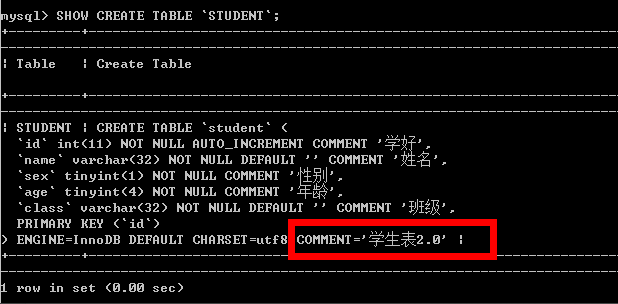 mysql> SHOW CREATE TABLE `STUDENT`;
+---------+-----------------------------------------------------------------
| Table   | Create Table
+---------+-----------------------------------------------------------------
| STUDENT | CREATE TABLE `student` (
  `id` int(11) NOT NULL AUTO_INCREMENT COMMENT '学好',
  `name` varchar(32) NOT NULL DEFAULT '' COMMENT '姓名',
  `sex` tinyint(1) NOT NULL COMMENT '性别',
  `age` tinyint(4) NOT NULL COMMENT '年龄',
  `class` varchar(32) NOT NULL DEFAULT '' COMMENT '班级',
  PRIMARY KEY (`id`)
) ENGINE=InnoDB DEFAULT CHARSET=utf8 COMMENT='学生表2.0' |
+---------+-----------------------------------------------------------------
1 row in set (0.00 sec)